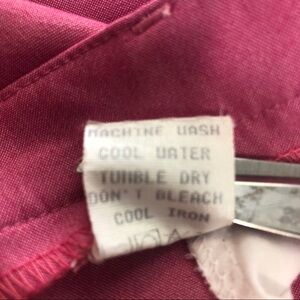 MACHINE WASH
COOL WATER
TUMBLE DRY
DON'T BLEACH
COOL IRON